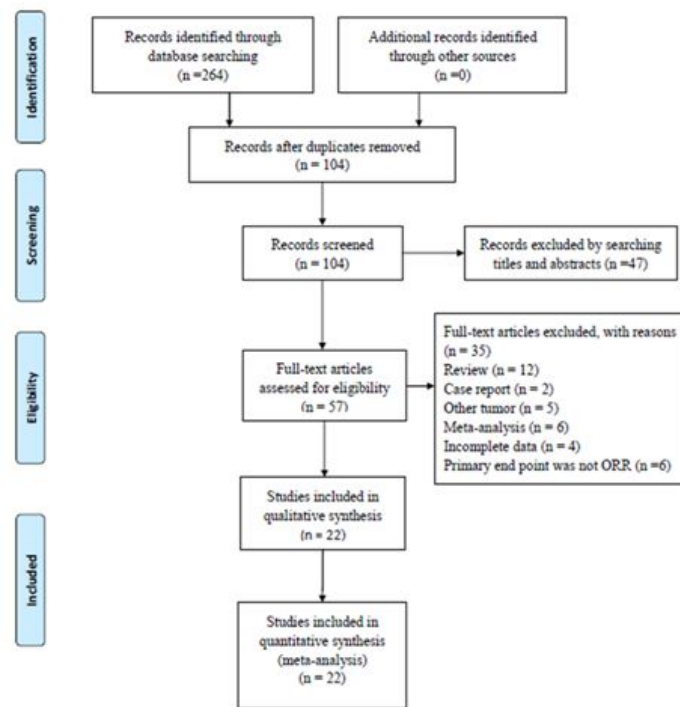 Identification
Records identified through
database searching
(n =264)
Additional records identified
through other sources
(n =0)
Records after duplicates removed
(n = 104)
Screening
Records screened
(n = 104)
Records excluded by searching
titles and abstracts (n =47)
Eligibility
Full-text articles
assessed for eligibility
(n = 57)
Full-text articles excluded, with reasons
(n = 35)
Review (n = 12)
Case report (n = 2)
Other tumor (n = 5)
Meta-analysis (n = 6)
Incomplete data (n = 4)
Primary end point was not ORR (n =6)
Included
Studies included in
qualitative synthesis
(n = 22)
Studies included in
quantitative synthesis
(meta-analysis)
(n = 22)